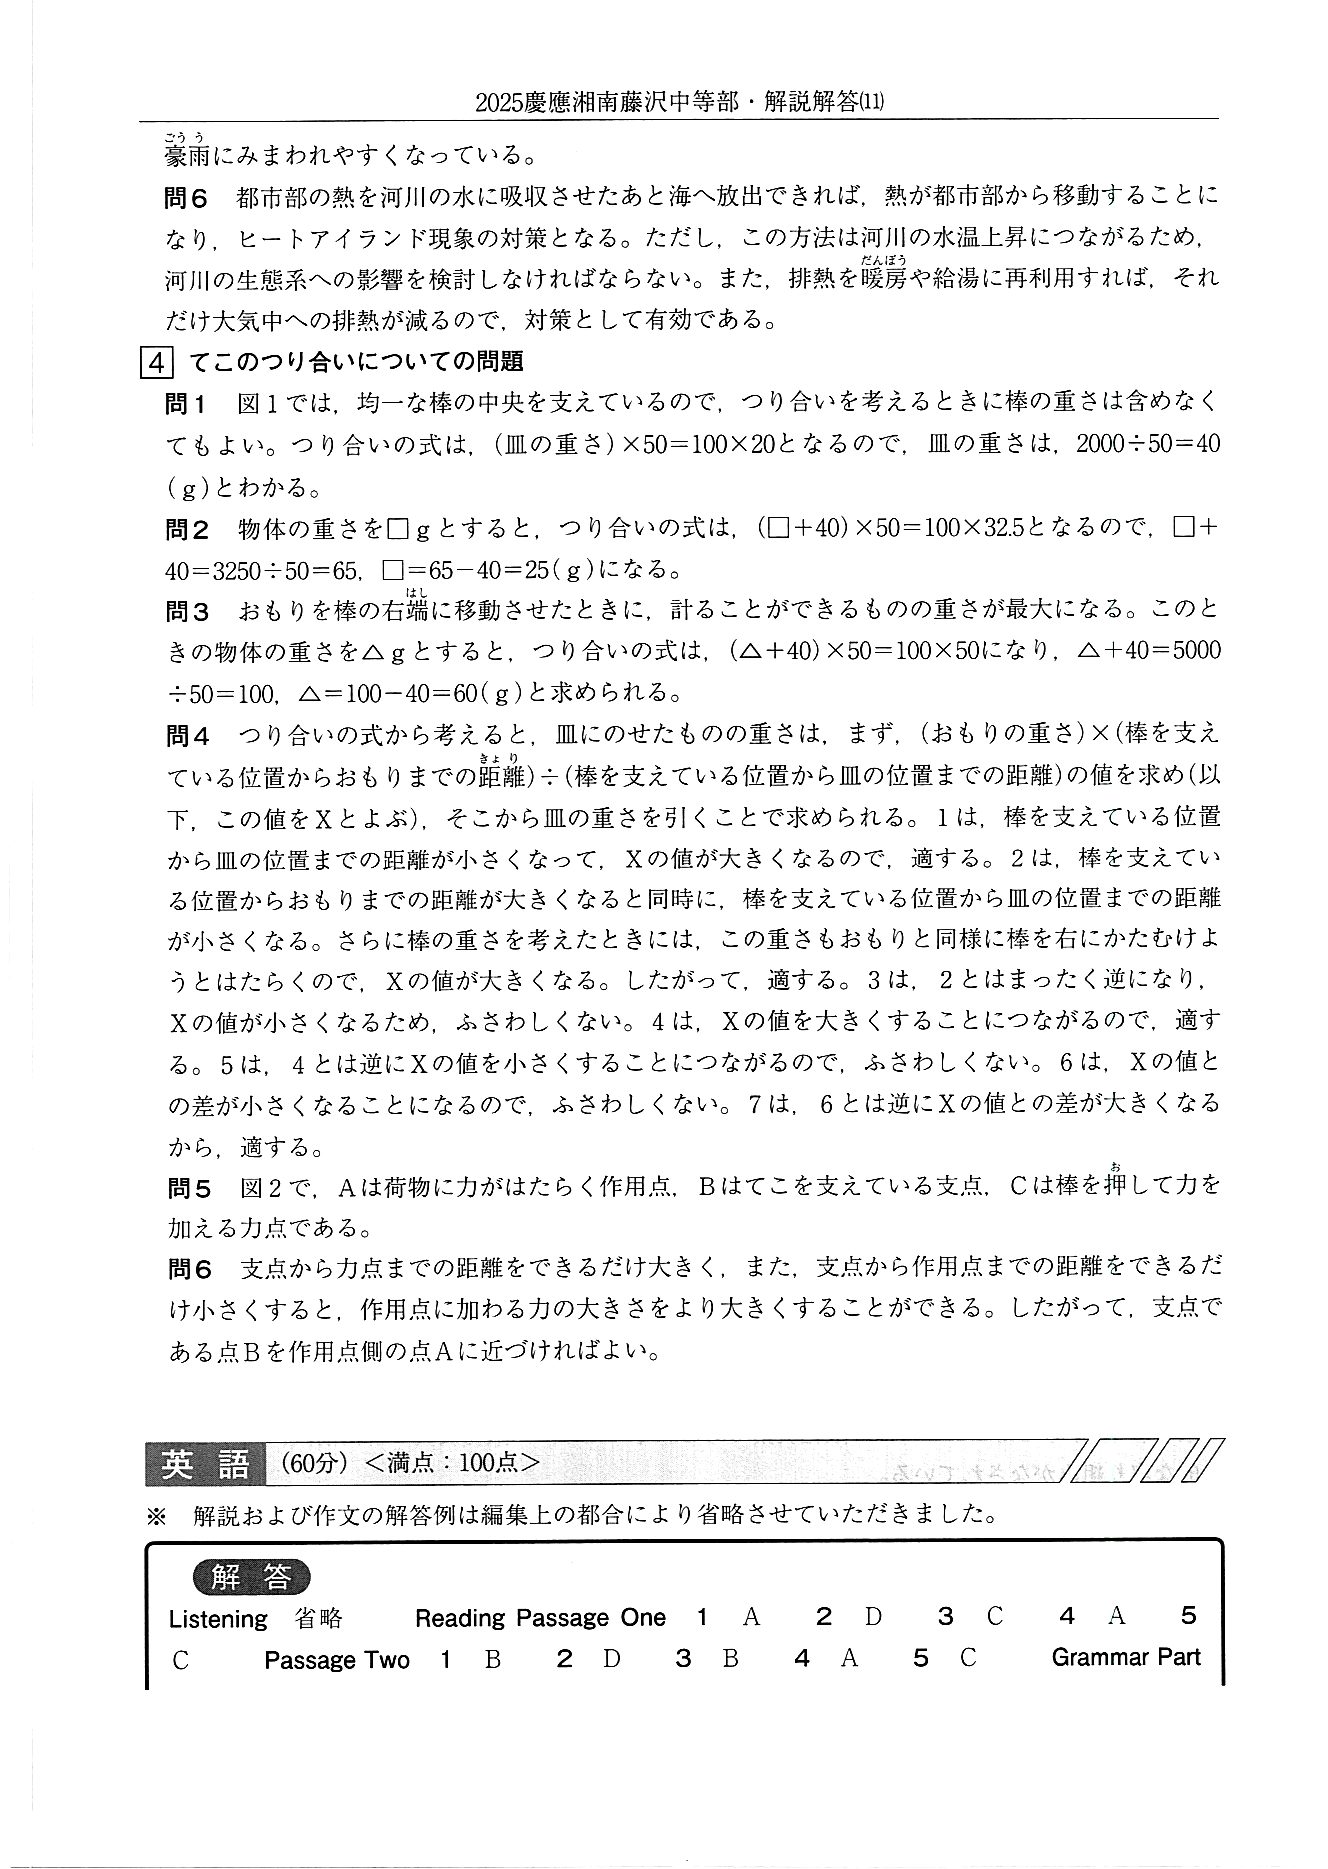 2025慶應湘南藤沢中等部・解説解答(11)
豪雨にみまわれやすくなっている。
問6 都市部の熱を河川の水に吸収させたあと海へ放出できれば，熱が都市部から移動することに
なり，ヒートアイランド現象の対策となる。ただし，この方法は河川の水温上昇につながるため，
河川の生態系への影響を検討しなければならない。また，排熱を暖房や給湯に再利用すれば，それ
だけ大気中への排熱が減るので，対策として有効である。
4 てこのつり合いについての問題
問1 図1では，均一な棒の中央を支えているので，つり合いを考えるときに棒の重さは含めなく
てもよい。つり合いの式は，(皿の重さ)×50=100×20となるので，皿の重さは，2000÷50=40
(g)とわかる。
問2 物体の重さを□gとすると，つり合いの式は，(□+40)×50=100×32.5となるので，□+
40=3250÷50=65，□=65-40=25(g)になる。
問3 おもりを棒の右端に移動させたときに，計ることができるものの重さが最大になる。このと
きの物体の重さを△gとすると，つり合いの式は，(△+40)×50=100×50になり，△+40=5000
÷50=100，△=100-40=60(g)と求められる。
問4 つり合いの式から考えると，皿にのせたものの重さは，まず，(おもりの重さ)×(棒を支え
ている位置からおもりまでの距離)÷(棒を支えている位置から皿の位置までの距離)の値を求め(以
下，この値をXとよぶ)，そこから皿の重さを引くことで求められる。1は，棒を支えている位置
から皿の位置までの距離が小さくなって，Xの値が大きくなるので，適する。2は，棒を支えてい
る位置からおもりまでの距離が大きくなると同時に，棒を支えている位置から皿の位置までの距離
が小さくなる。さらに棒の重さを考えたときには，この重さもおもりと同様に棒を右にかたむけよ
うとはたらくので，Xの値が大きくなる。したがって，適する。3は，2とはまったく逆になり，
Xの値が小さくなるため，ふさわしくない。4は，Xの値を大きくすることにつながるので，適す
る。5は，4とは逆にXの値を小さくすることにつながるので，ふさわしくない。6は，Xの値と
の差が小さくなることになるので，ふさわしくない。7は，6とは逆にXの値との差が大きくなる
から，適する。
問5 図2で，Aは荷物に力がはたらく作用点，Bはてこを支えている支点，Cは棒を押して力を
加える力点である。
問6 支点から力点までの距離をできるだけ大きく，また，支点から作用点までの距離をできるだ
け小さくすると，作用点に加わる力の大きさをより大きくすることができる。したがって，支点で
ある点Bを作用点側の点Aに近づければよい。
英語 (60分) <満点：100点>
※ 解説および作文の解答例は編集上の都合により省略させていただきました。
解答
Listening 省略 Reading Passage One 1 A 2 D 3 C 4 A 5
C Passage Two 1 B 2 D 3 B 4 A 5 C Grammar Part